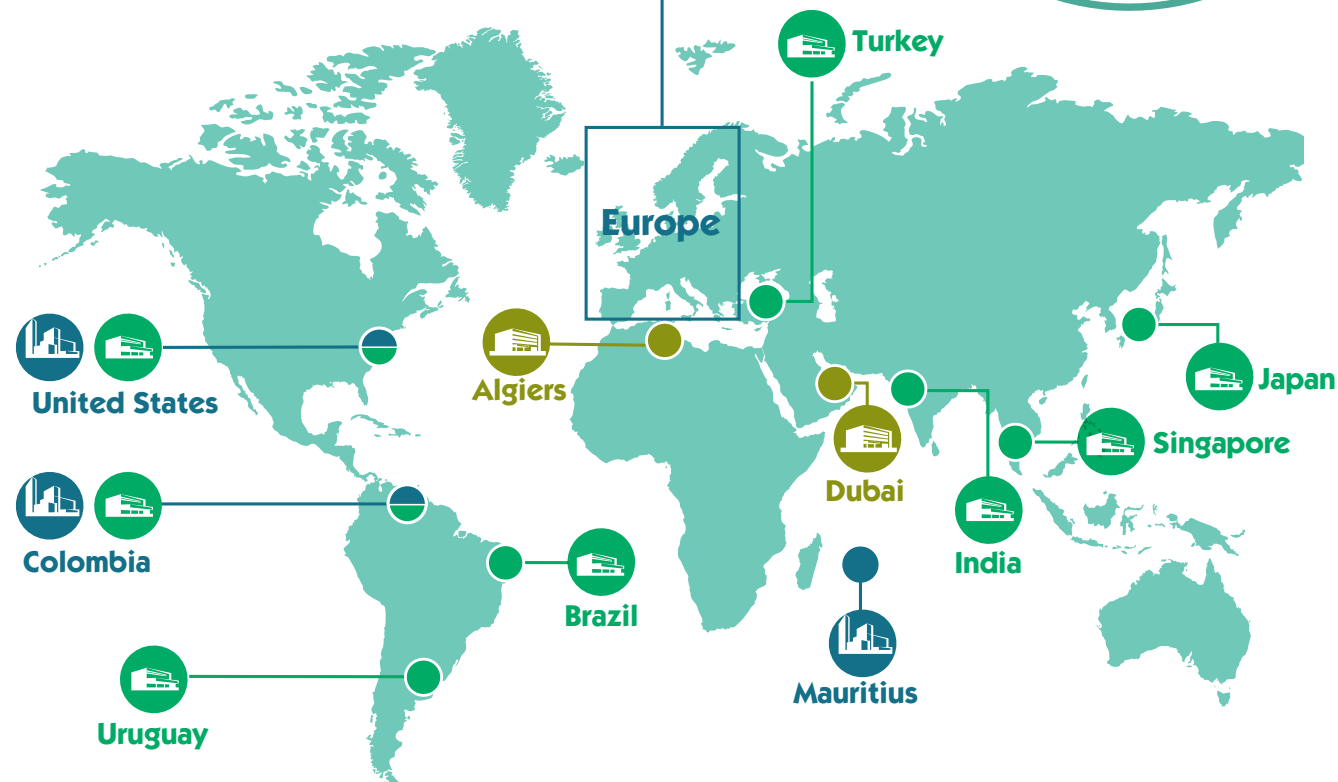 Turkey
Europe
United States
Algiers
Japan
Singapore
Dubai
Colombia
India
Brazil
Mauritius
Uruguay